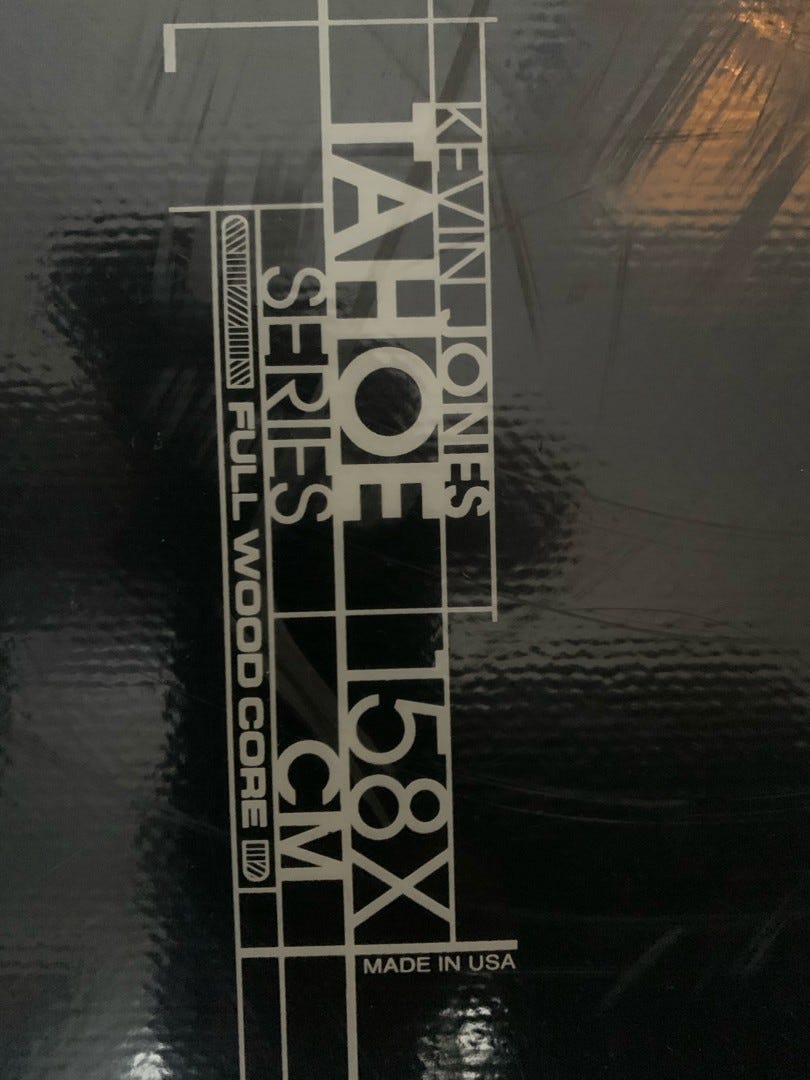 KEVIN JONES
TAHOE 158X
SERIES CM
FULL WOOD CORE
MADE IN USA